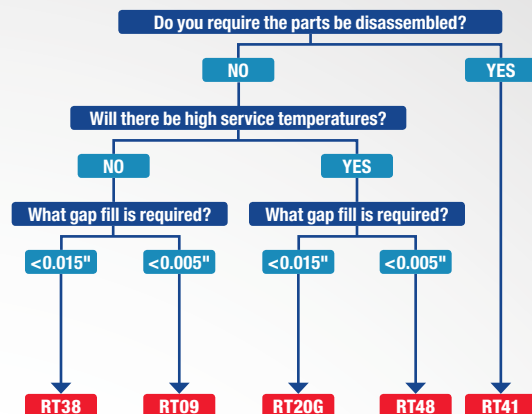 Do you require the parts be disassembled?
NO
YES
Will there be high service temperatures?
NO
YES
What gap fill is required?
What gap fill is required?
<0.015"
<0.005"
<0.015"
<0.005"
RT38
RT09
RT20G
RT48
RT41